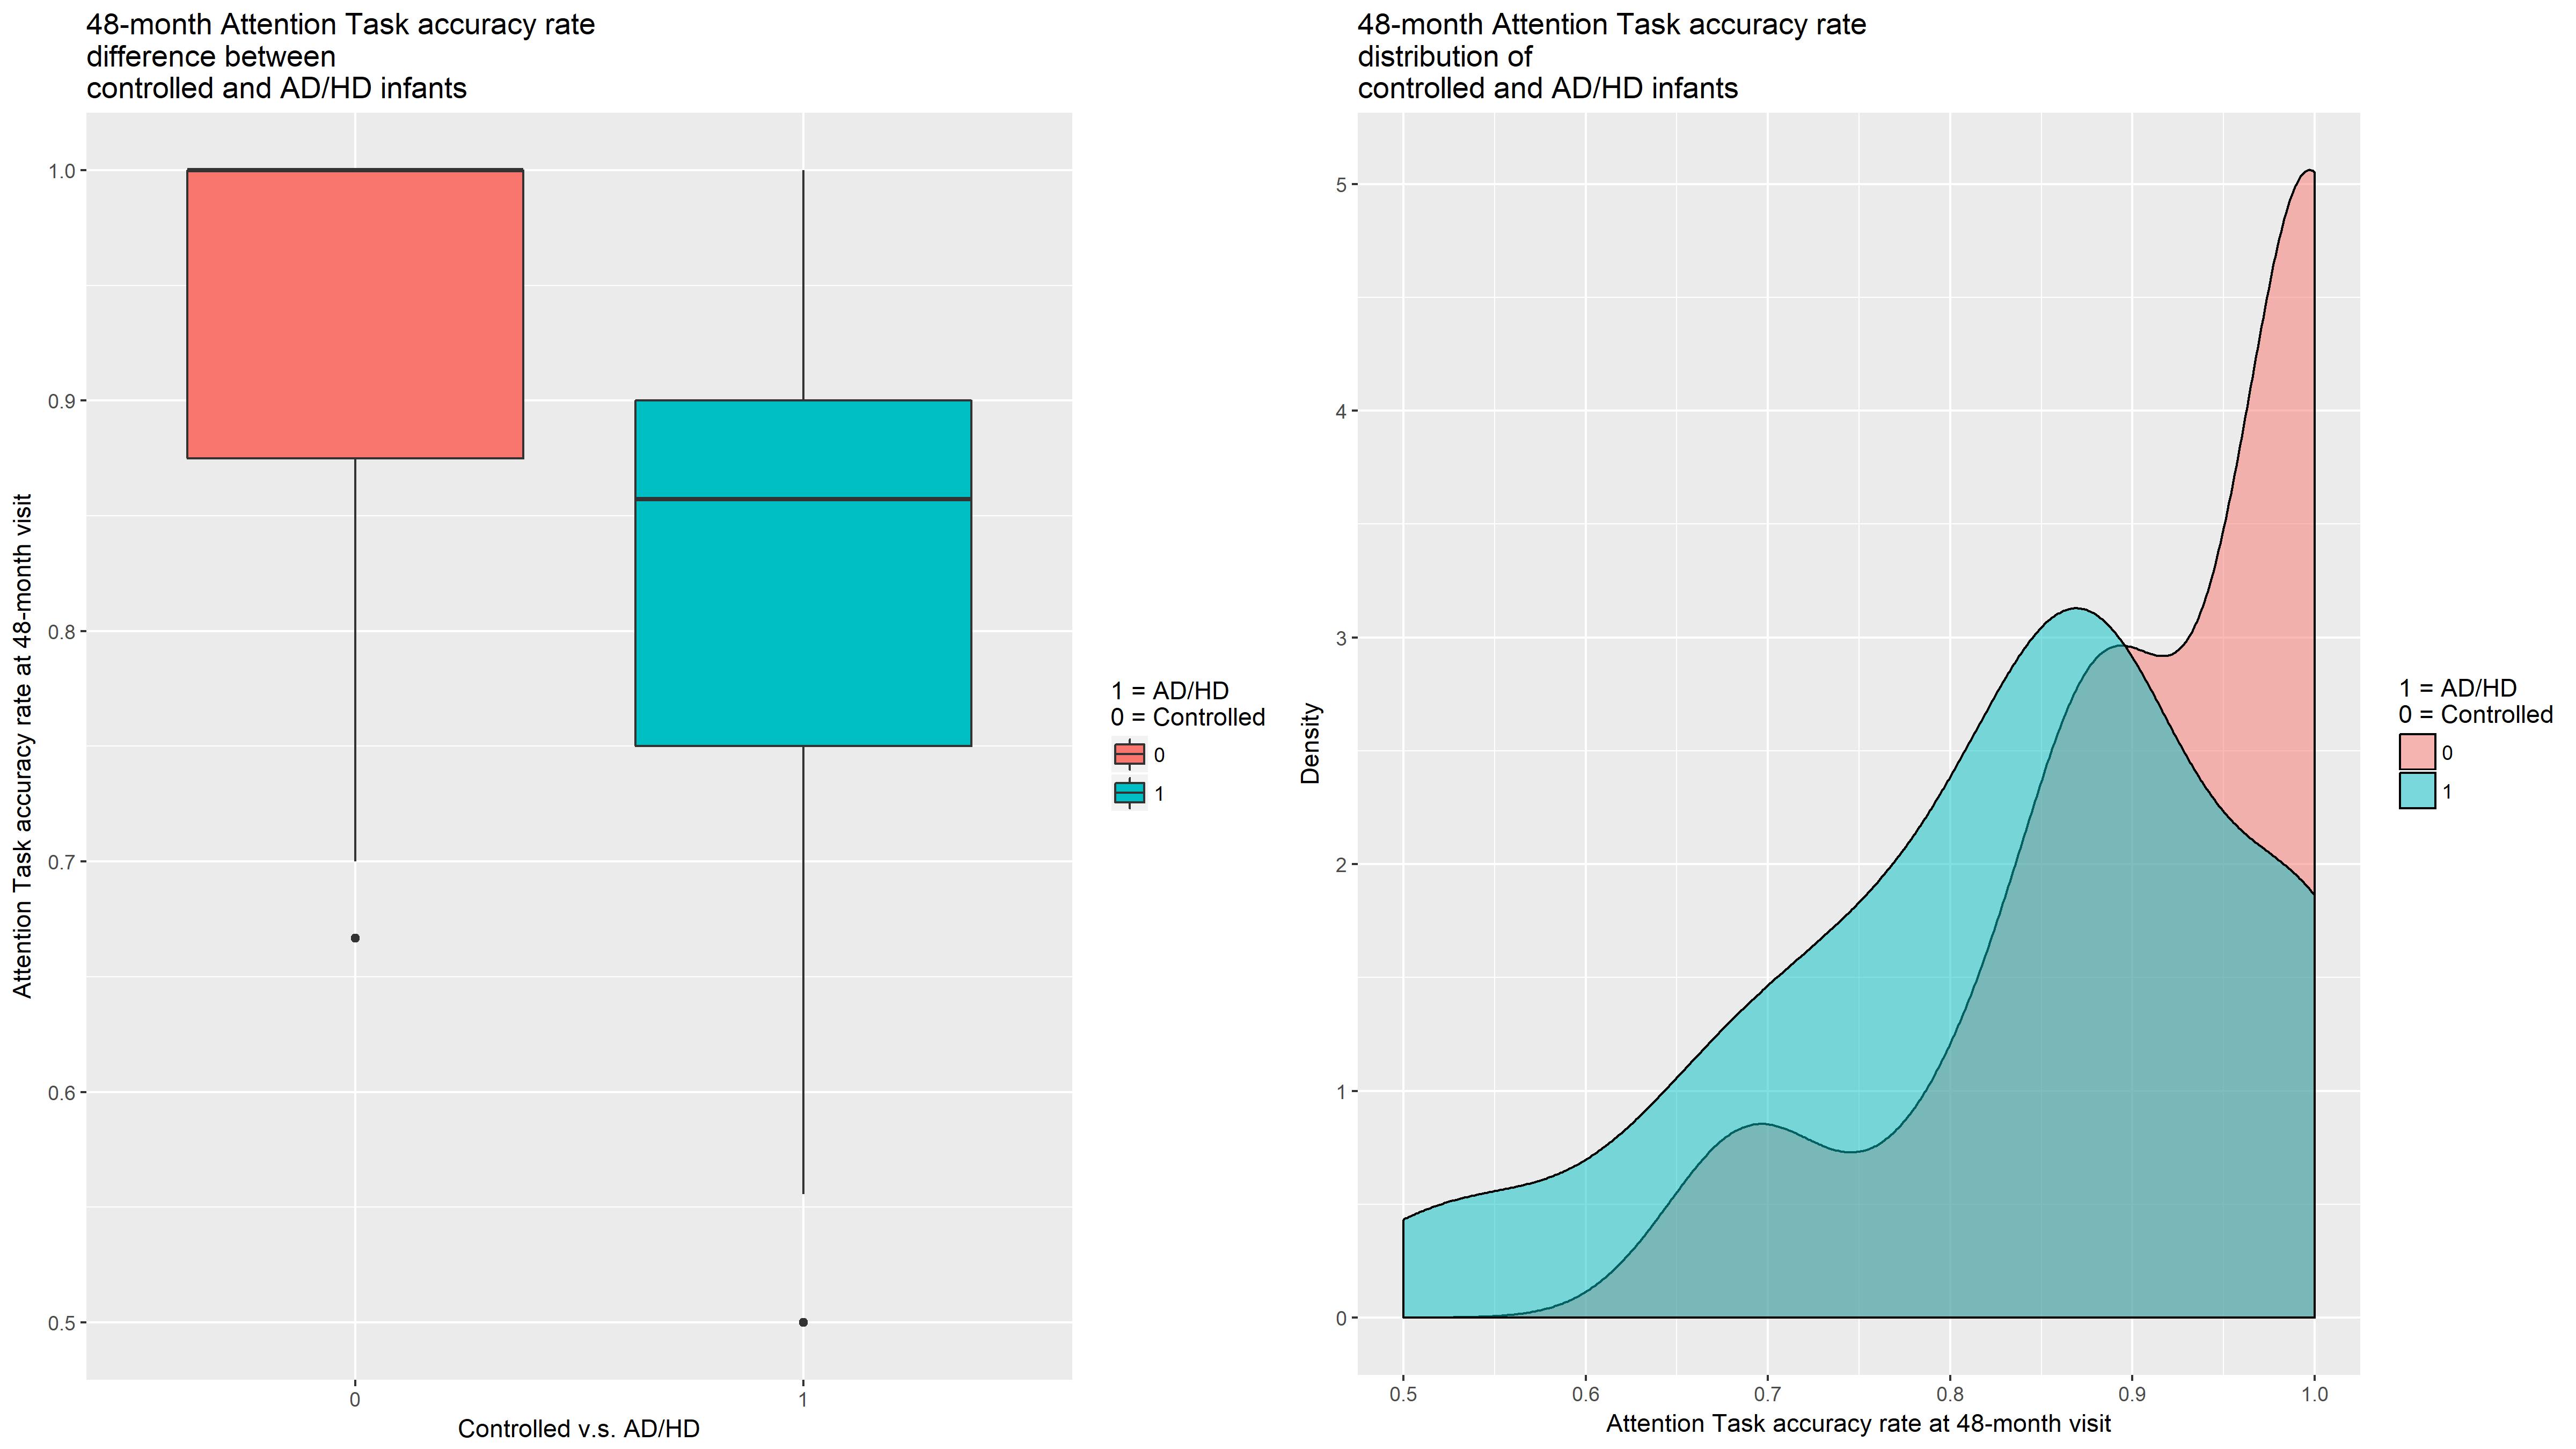 48-month Attention Task accuracy rate
difference between
controlled and AD/HD infants
Attention Task accuracy rate at 48-month visit
1.0
0.9
0.8
0.7
0.6
0.5
0
1
Controlled v.s. AD/HD
1 = AD/HD
0 = Controlled
0
1
48-month Attention Task accuracy rate
distribution of
controlled and AD/HD infants
Density
5
4
3
2
1
0
0.5
0.6
0.7
0.8
0.9
1.0
Attention Task accuracy rate at 48-month visit
1 = AD/HD
0 = Controlled
0
1